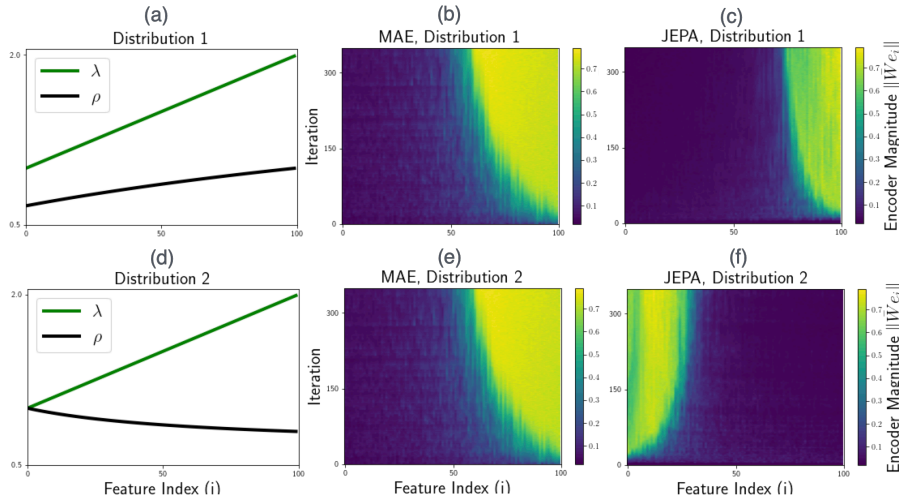 (a)
Distribution 1
2.0
0.5
λ
ρ
0
50
100
(b)
MAE, Distribution 1
Iteration
300
150
0
0
50
100
0.7
0.6
0.5
0.4
0.3
0.2
0.1
(c)
JEPA, Distribution 1
300
150
0
0
50
100
0.7
0.6
0.5
0.4
0.3
0.2
0.1
Encoder Magnitude ||W̄e_i||
(d)
Distribution 2
2.0
0.5
λ
ρ
0
50
100
Feature Index (i)
(e)
MAE, Distribution 2
Iteration
300
150
0
0
50
100
Feature Index (i)
0.7
0.6
0.5
0.4
0.3
0.2
0.1
(f)
JEPA, Distribution 2
300
150
0
0
50
100
Feature Index (i)
0.7
0.6
0.5
0.4
0.3
0.2
0.1
Encoder Magnitude ||W̄e_i||